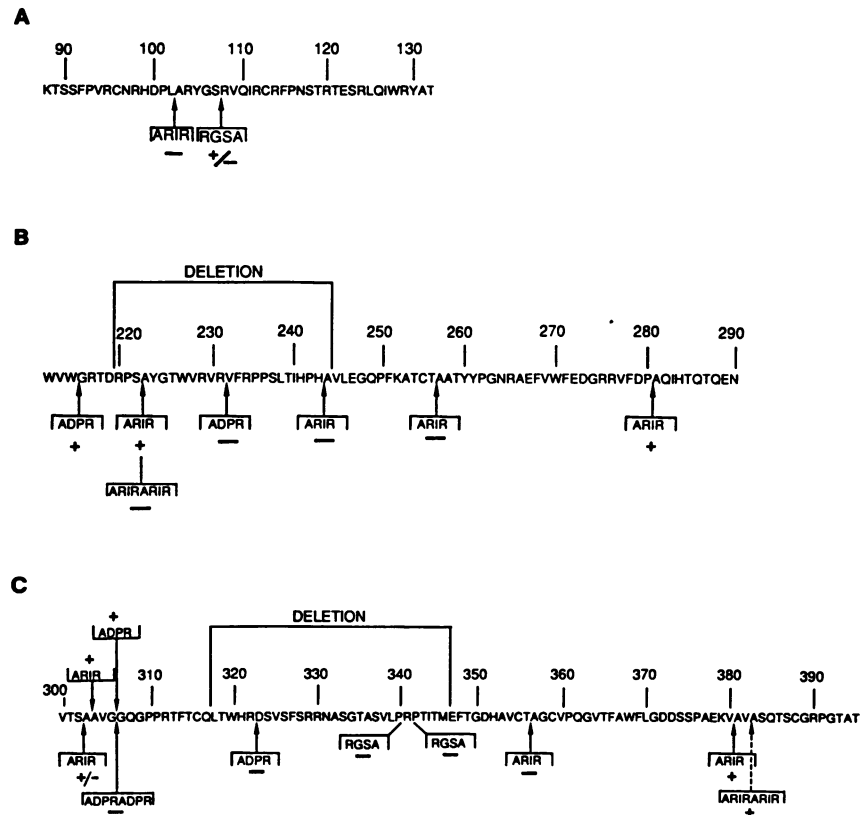 A
90 100 110 120 130
KTSSFPVRCNRHDPLARYGSRVQIRCRFPNSTRTESRLQIWRYAT
ARIR RGSA
− +/−
B
DELETION
220 230 240 250 260 270 280 290
WVWGRTDRPSAYGTWVRVRVFRPPSLTIHPHAVLEGQPFKATCTAATYYPGNRAEFVWFEDGRRVFDPAQIHTQTQEN
ADPR ARIR ADPR ARIR ARIR ARIR
+ + − − − +
ARIRARIR
−
C
+
ADPR
DELETION
+
ARIR
300 310 320 330 340 350 360 370 380 390
VTSAAVGGQGPPRTFTCQLTWHRDSVSFSRRNASGTASVLPRPTITMEFTGDHAVCTAGCVPQGVTFAWFLGDDSSPAEKVAVASQTSCGRPGTAT
ARIR ADPR RGSA RGSA ARIR ARIR
+/− − − − − +
ADPRADPR ARIRARIR
− +